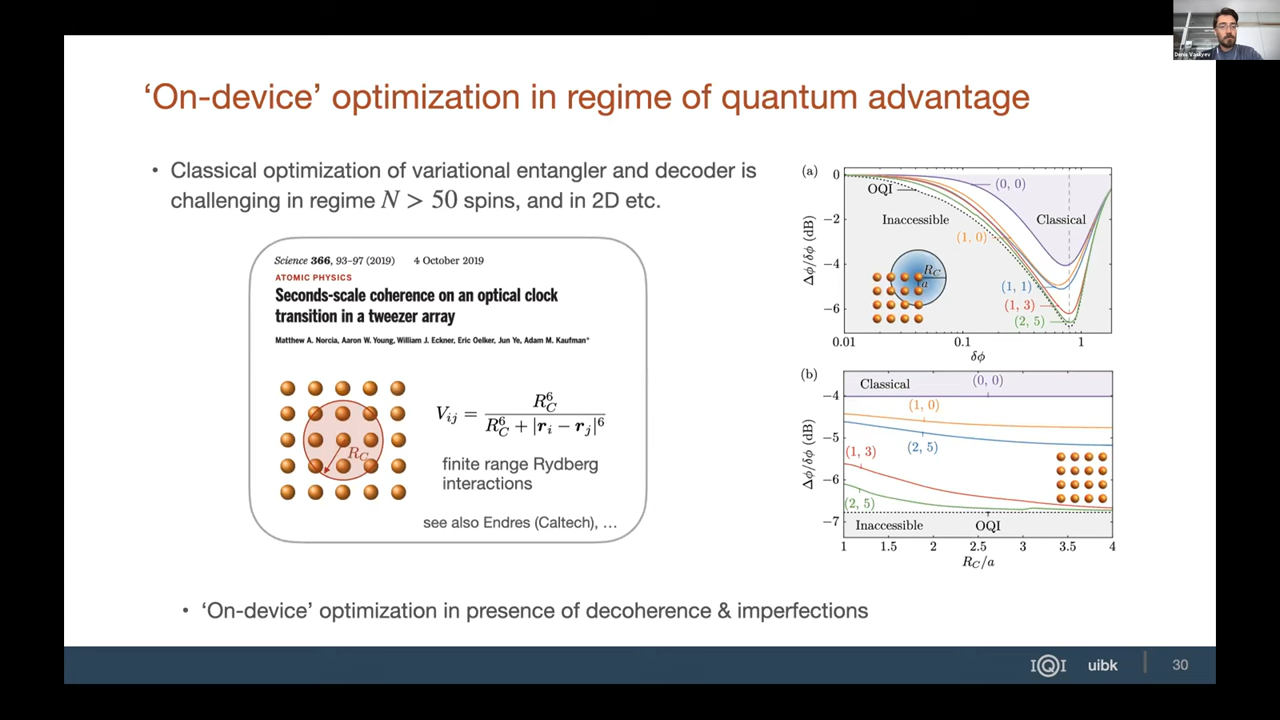 Denis Vasilyev
'On-device' optimization in regime of quantum advantage
• Classical optimization of variational entangler and decoder is
challenging in regime N > 50 spins, and in 2D etc.
Science 366, 93–97 (2019) 4 October 2019
ATOMIC PHYSICS
Seconds-scale coherence on an optical clock
transition in a tweezer array
Matthew A. Norcia, Aaron W. Young, William J. Eckner, Eric Oelker, Jun Ye, Adam M. Kaufman*
R_C
V_ij = R_C^6 / (R_C^6 + |r_i − r_j|^6)
finite range Rydberg
interactions
see also Endres (Caltech), …
(a)
0
−2
−4
−6
Δϕ/δϕ (dB)
OQI
(0, 0)
Inaccessible
Classical
(1, 0)
R_C
a
(1, 1)
(1, 3)
(2, 5)
0.01
0.1
1
δϕ
(b)
−4
−5
−6
−7
Δϕ/δϕ (dB)
Classical
(0, 0)
(1, 0)
(2, 5)
(1, 3)
(2, 5)
Inaccessible
OQI
1 1.5 2 2.5 3 3.5 4
R_C/a
• 'On-device' optimization in presence of decoherence & imperfections
IQI uibk 30